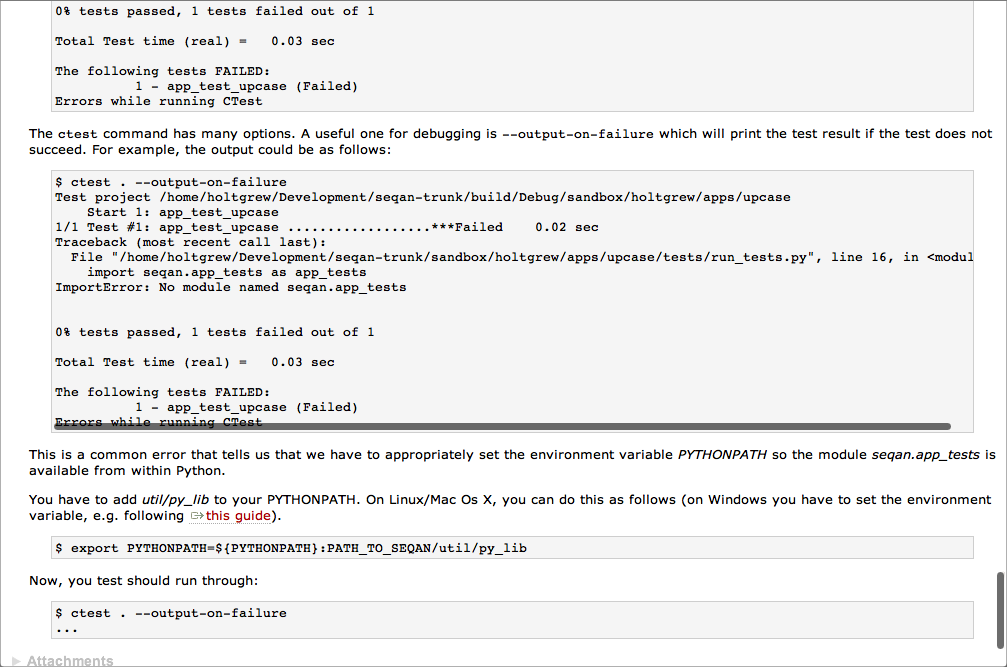 0% tests passed, 1 tests failed out of 1
Total Test time (real) =   0.03 sec
The following tests FAILED:
1 - app_test_upcase (Failed)
Errors while running CTest
The ctest command has many options. A useful one for debugging is --output-on-failure which will print the test result if the test does not
succeed. For example, the output could be as follows:
$ ctest . --output-on-failure
Test project /home/holtgrew/Development/seqan-trunk/build/Debug/sandbox/holtgrew/apps/upcase
Start 1: app_test_upcase
1/1 Test #1: app_test_upcase ..................***Failed    0.02 sec
Traceback (most recent call last):
File "/home/holtgrew/Development/seqan-trunk/sandbox/holtgrew/apps/upcase/tests/run_tests.py", line 16, in <modul
import seqan.app_tests as app_tests
ImportError: No module named seqan.app_tests
0% tests passed, 1 tests failed out of 1
Total Test time (real) =   0.03 sec
The following tests FAILED:
1 - app_test_upcase (Failed)
Errors while running CTest
This is a common error that tells us that we have to appropriately set the environment variable PYTHONPATH so the module seqan.app_tests is
available from within Python.
You have to add util/py_lib to your PYTHONPATH. On Linux/Mac Os X, you can do this as follows (on Windows you have to set the environment
variable, e.g. following this guide).
$ export PYTHONPATH=${PYTHONPATH}:PATH_TO_SEQAN/util/py_lib
Now, you test should run through:
$ ctest . --output-on-failure
...
Attachments